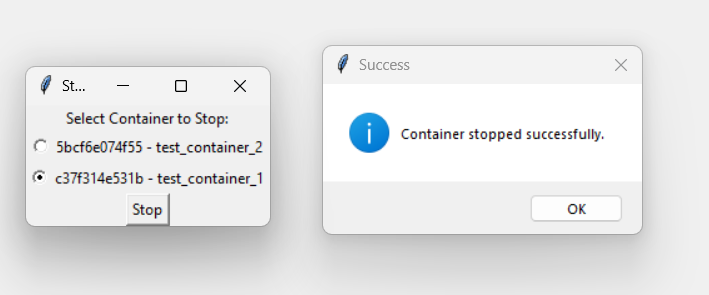 St...
Select Container to Stop:
5bcf6e074f55 - test_container_2
c37f314e531b - test_container_1
Stop
Success
Container stopped successfully.
OK